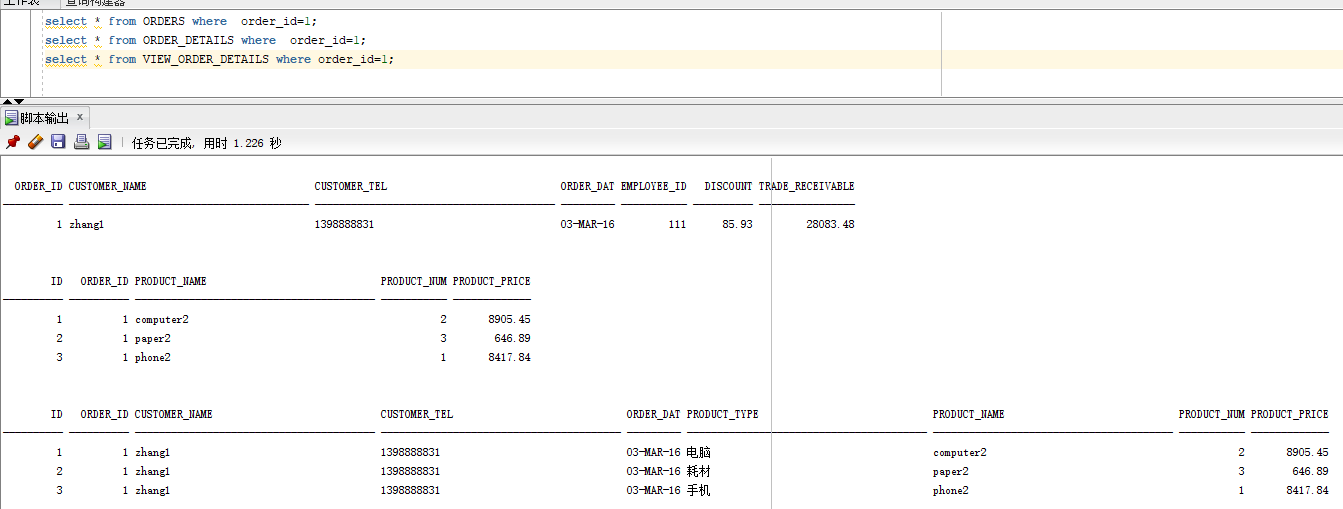 工作表 查询构建器
select * from ORDERS where  order_id=1;
select * from ORDER_DETAILS where  order_id=1;
select * from VIEW_ORDER_DETAILS where order_id=1;
脚本输出 x
任务已完成, 用时 1.226 秒
ORDER_ID CUSTOMER_NAME CUSTOMER_TEL ORDER_DAT EMPLOYEE_ID DISCOUNT TRADE_RECEIVABLE
1 zhang1 1398888831 03-MAR-16 111 85.93 28083.48
ID ORDER_ID PRODUCT_NAME PRODUCT_NUM PRODUCT_PRICE
1 1 computer2 2 8905.45
2 1 paper2 3 646.89
3 1 phone2 1 8417.84
ID ORDER_ID CUSTOMER_NAME CUSTOMER_TEL ORDER_DAT PRODUCT_TYPE PRODUCT_NAME PRODUCT_NUM PRODUCT_PRICE
1 1 zhang1 1398888831 03-MAR-16 电脑 computer2 2 8905.45
2 1 zhang1 1398888831 03-MAR-16 耗材 paper2 3 646.89
3 1 zhang1 1398888831 03-MAR-16 手机 phone2 1 8417.84